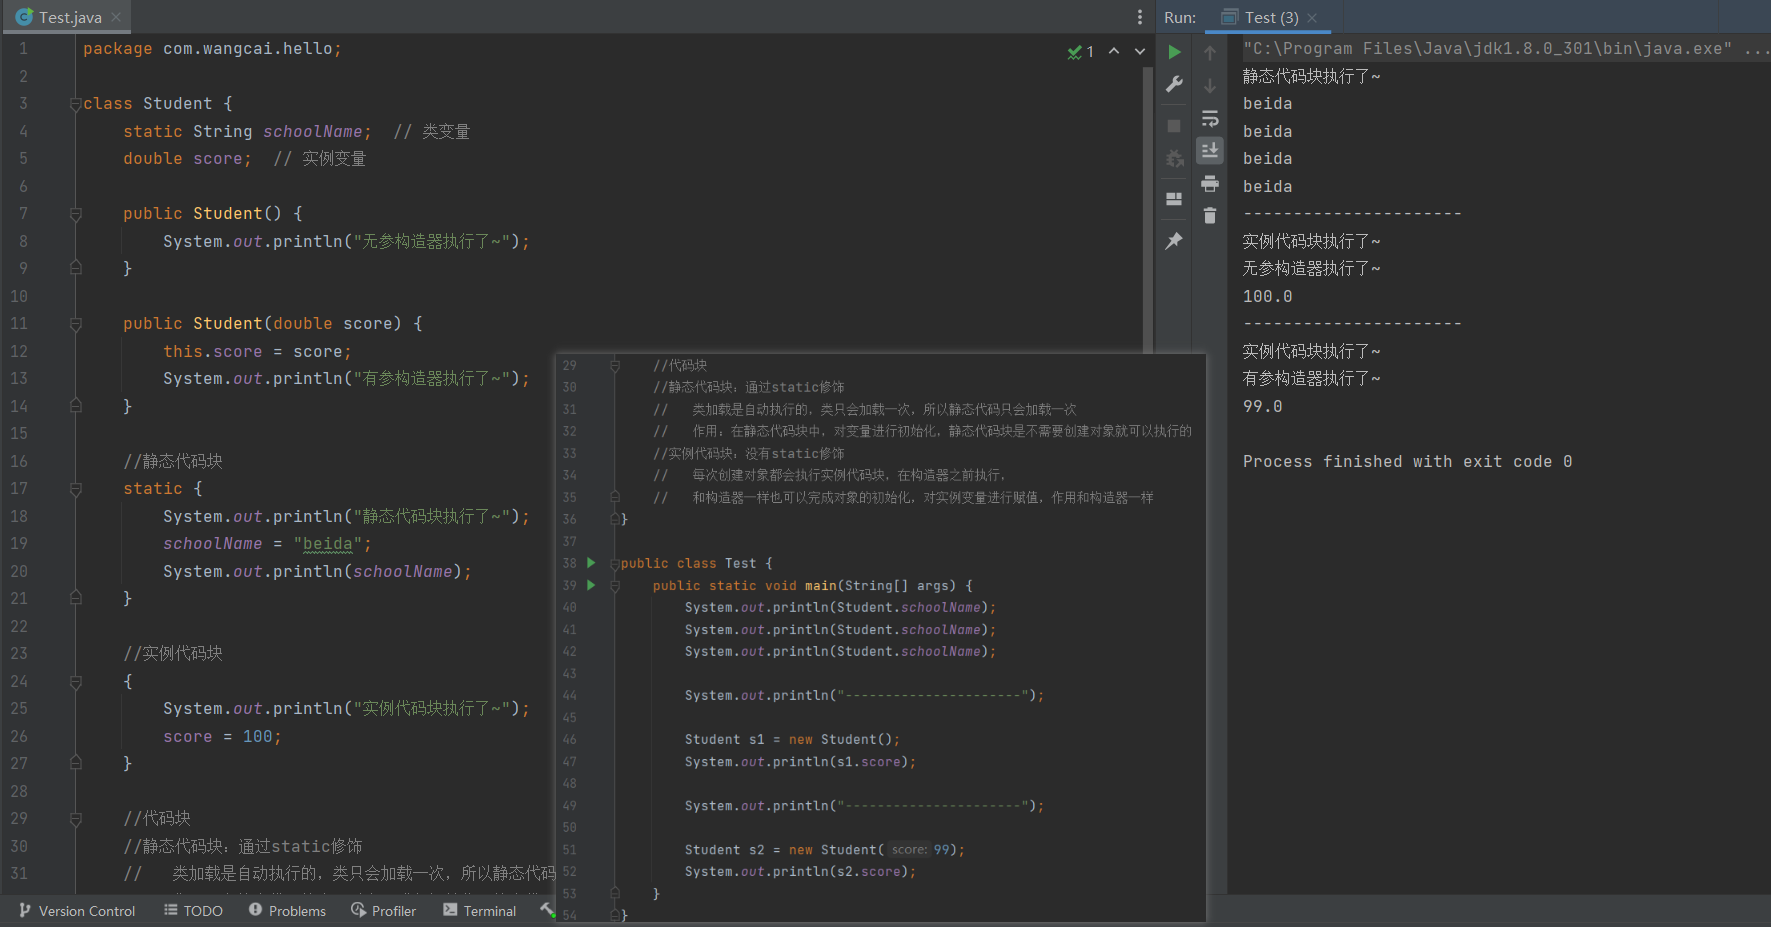 Test.java
1 package com.wangcai.hello;
2
3 class Student {
4 static String schoolName; // 类变量
5 double score; // 实例变量
6
7 public Student() {
8 System.out.println("无参构造器执行了~");
9 }
10
11 public Student(double score) {
12 this.score = score;
13 System.out.println("有参构造器执行了~");
14 }
15
16 //静态代码块
17 static {
18 System.out.println("静态代码块执行了~");
19 schoolName = "beida";
20 System.out.println(schoolName);
21 }
22
23 //实例代码块
24 {
25 System.out.println("实例代码块执行了~");
26 score = 100;
27 }
28
29 //代码块
30 //静态代码块：通过static修饰
31 // 类加载是自动执行的，类只会加载一次，所以静态代码
1
29 //代码块
30 //静态代码块：通过static修饰
31 // 类加载是自动执行的，类只会加载一次，所以静态代码只会加载一次
32 // 作用：在静态代码块中，对变量进行初始化，静态代码块是不需要创建对象就可以执行的
33 //实例代码块：没有static修饰
34 // 每次创建对象都会执行实例代码块，在构造器之前执行，
35 // 和构造器一样也可以完成对象的初始化，对实例变量进行赋值，作用和构造器一样
36 }
37
38 public class Test {
39 public static void main(String[] args) {
40 System.out.println(Student.schoolName);
41 System.out.println(Student.schoolName);
42 System.out.println(Student.schoolName);
43
44 System.out.println("----------------------");
45
46 Student s1 = new Student();
47 System.out.println(s1.score);
48
49 System.out.println("----------------------");
50
51 Student s2 = new Student( score: 99);
52 System.out.println(s2.score);
53 }
54 }
Run: Test (3)
"C:\Program Files\Java\jdk1.8.0_301\bin\java.exe" ...
静态代码块执行了~
beida
beida
beida
beida
----------------------
实例代码块执行了~
无参构造器执行了~
100.0
----------------------
实例代码块执行了~
有参构造器执行了~
99.0
Process finished with exit code 0
Version Control TODO Problems Profiler Terminal